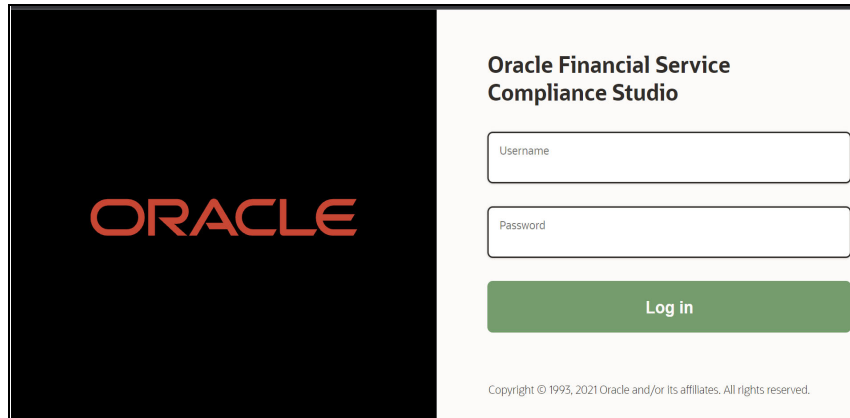 ORACLE
Oracle Financial Service
Compliance Studio
Username
Password
Log in
Copyright © 1993, 2021 Oracle and/or its affiliates. All rights reserved.